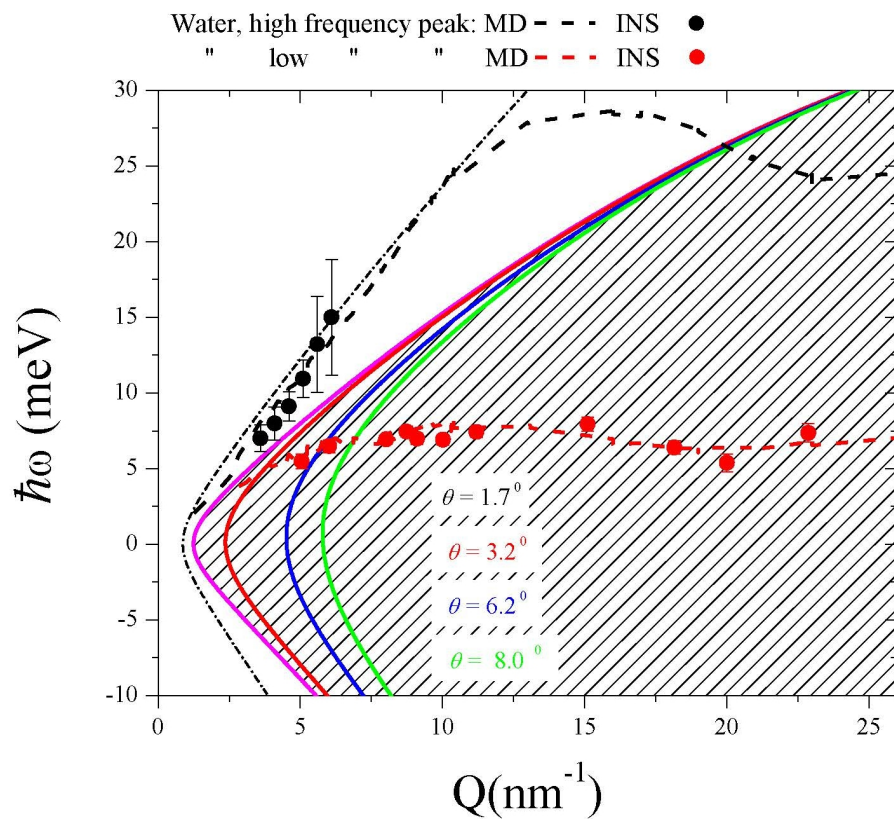 Water, high frequency peak: MD INS
" low " " MD INS
30
25
20
15
10
5
0
-5
-10
ħω (meV)
θ = 1.7⁰
θ = 3.2⁰
θ = 6.2⁰
θ = 8.0⁰
0 5 10 15 20 25
Q(nm⁻¹)